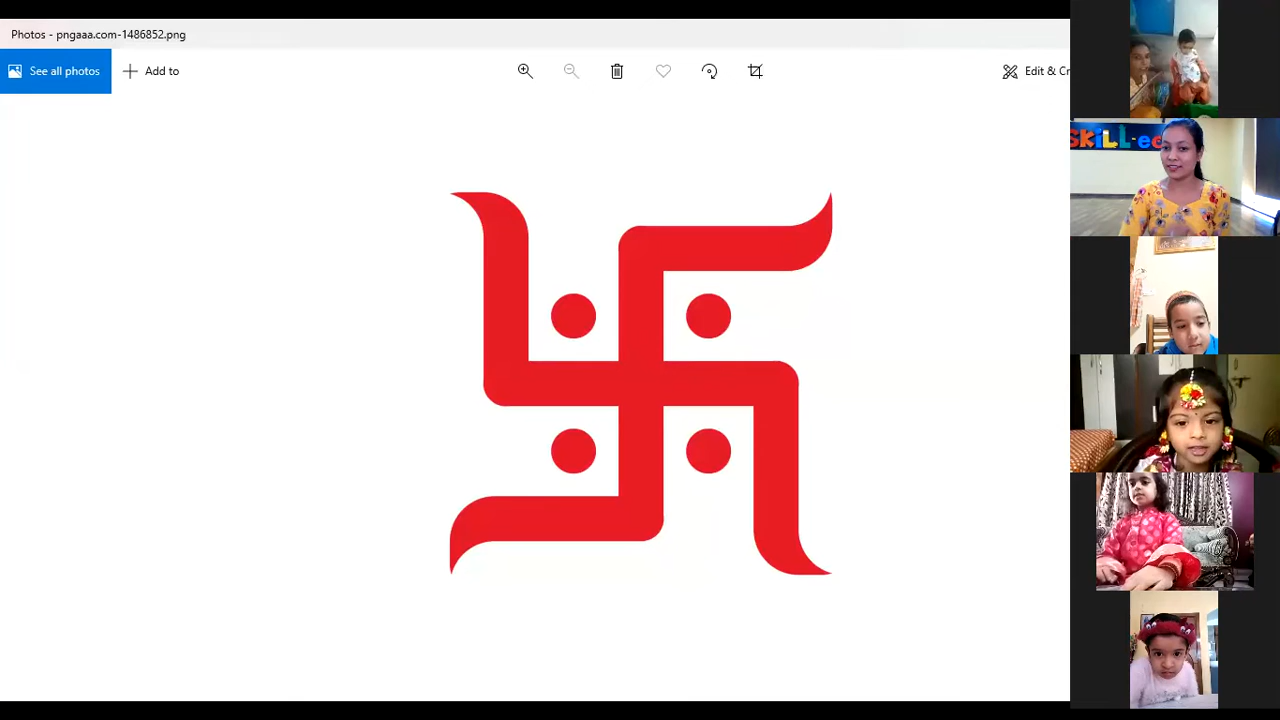 Photos - pngaaa.com-1486852.png
See all photos
Add to
Edit & Cr
SKiLL-ed